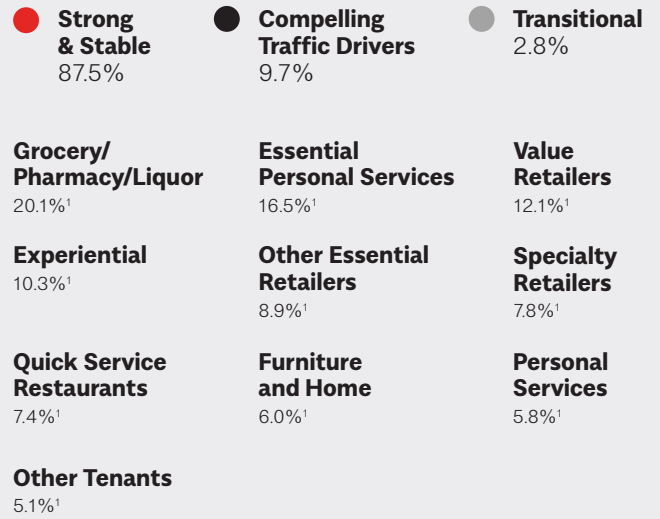 Strong
& Stable
87.5%
Compelling
Traffic Drivers
9.7%
Transitional
2.8%
Grocery/
Pharmacy/Liquor
20.1%¹
Essential
Personal Services
16.5%¹
Value
Retailers
12.1%¹
Experiential
10.3%¹
Other Essential
Retailers
8.9%¹
Specialty
Retailers
7.8%¹
Quick Service
Restaurants
7.4%¹
Furniture
and Home
6.0%¹
Personal
Services
5.8%¹
Other Tenants
5.1%¹